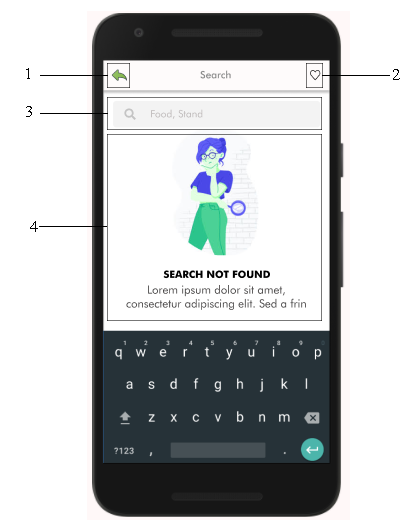 1
Search
2
3
Food, Stand
4
SEARCH NOT FOUND
Lorem ipsum dolor sit amet,
consectetur adipiscing elit. Sed a frin
1 2 3 4 5 6 7 8 9 0
q w e r t y u i o p
a s d f g h j k l
z x c v b n m
?123 , .